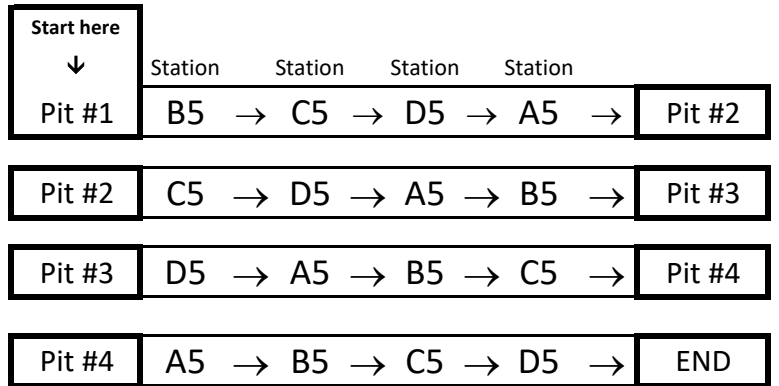 Start here
↓
Station Station Station Station
Pit #1 B5 → C5 → D5 → A5 → Pit #2
Pit #2 C5 → D5 → A5 → B5 → Pit #3
Pit #3 D5 → A5 → B5 → C5 → Pit #4
Pit #4 A5 → B5 → C5 → D5 → END